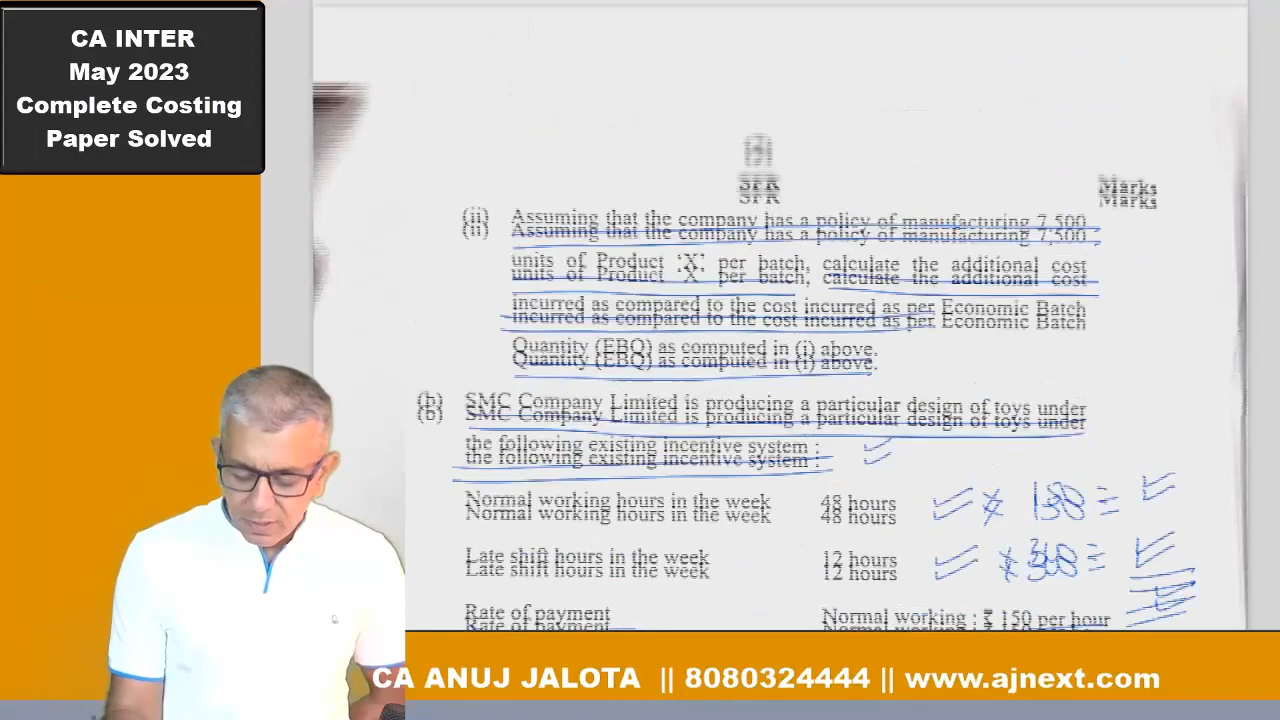 CA INTER
May 2023
Complete Costing
Paper Solved
SFR
Marks
(ii) Assuming that the company has a policy of manufacturing 7,500
units of Product 'X' per batch, calculate the additional cost
incurred as compared to the cost incurred as per Economic Batch
Quantity (EBQ) as computed in (i) above.
(b) SMC Company Limited is producing a particular design of toys under
the following existing incentive system :
Normal working hours in the week 48 hours × 150 =
Late shift hours in the week 12 hours ×
Rate of payment Normal working : ₹ 150 per hour
CA ANUJ JALOTA || 8080324444 || www.ajnext.com